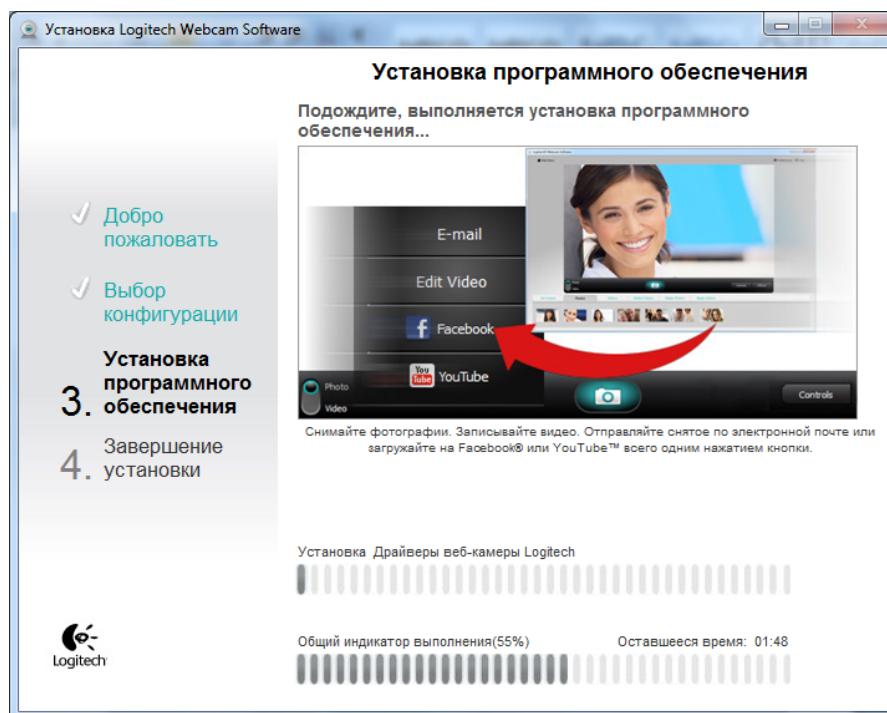 Установка Logitech Webcam Software
Установка программного обеспечения
Подождите, выполняется установка программного
обеспечения...
Добро
пожаловать
Выбор
конфигурации
3. Установка
программного
обеспечения
4. Завершение
установки
E-mail
Edit Video
f Facebook
You Tube YouTube
Photo
Video
Controls
Снимайте фотографии. Записывайте видео. Отправляйте снятое по электронной почте или
загружайте на Facebook® или YouTube™ всего одним нажатием кнопки.
Установка Драйверы веб-камеры Logitech
Общий индикатор выполнения(55%) Оставшееся время: 01:48
Logitech